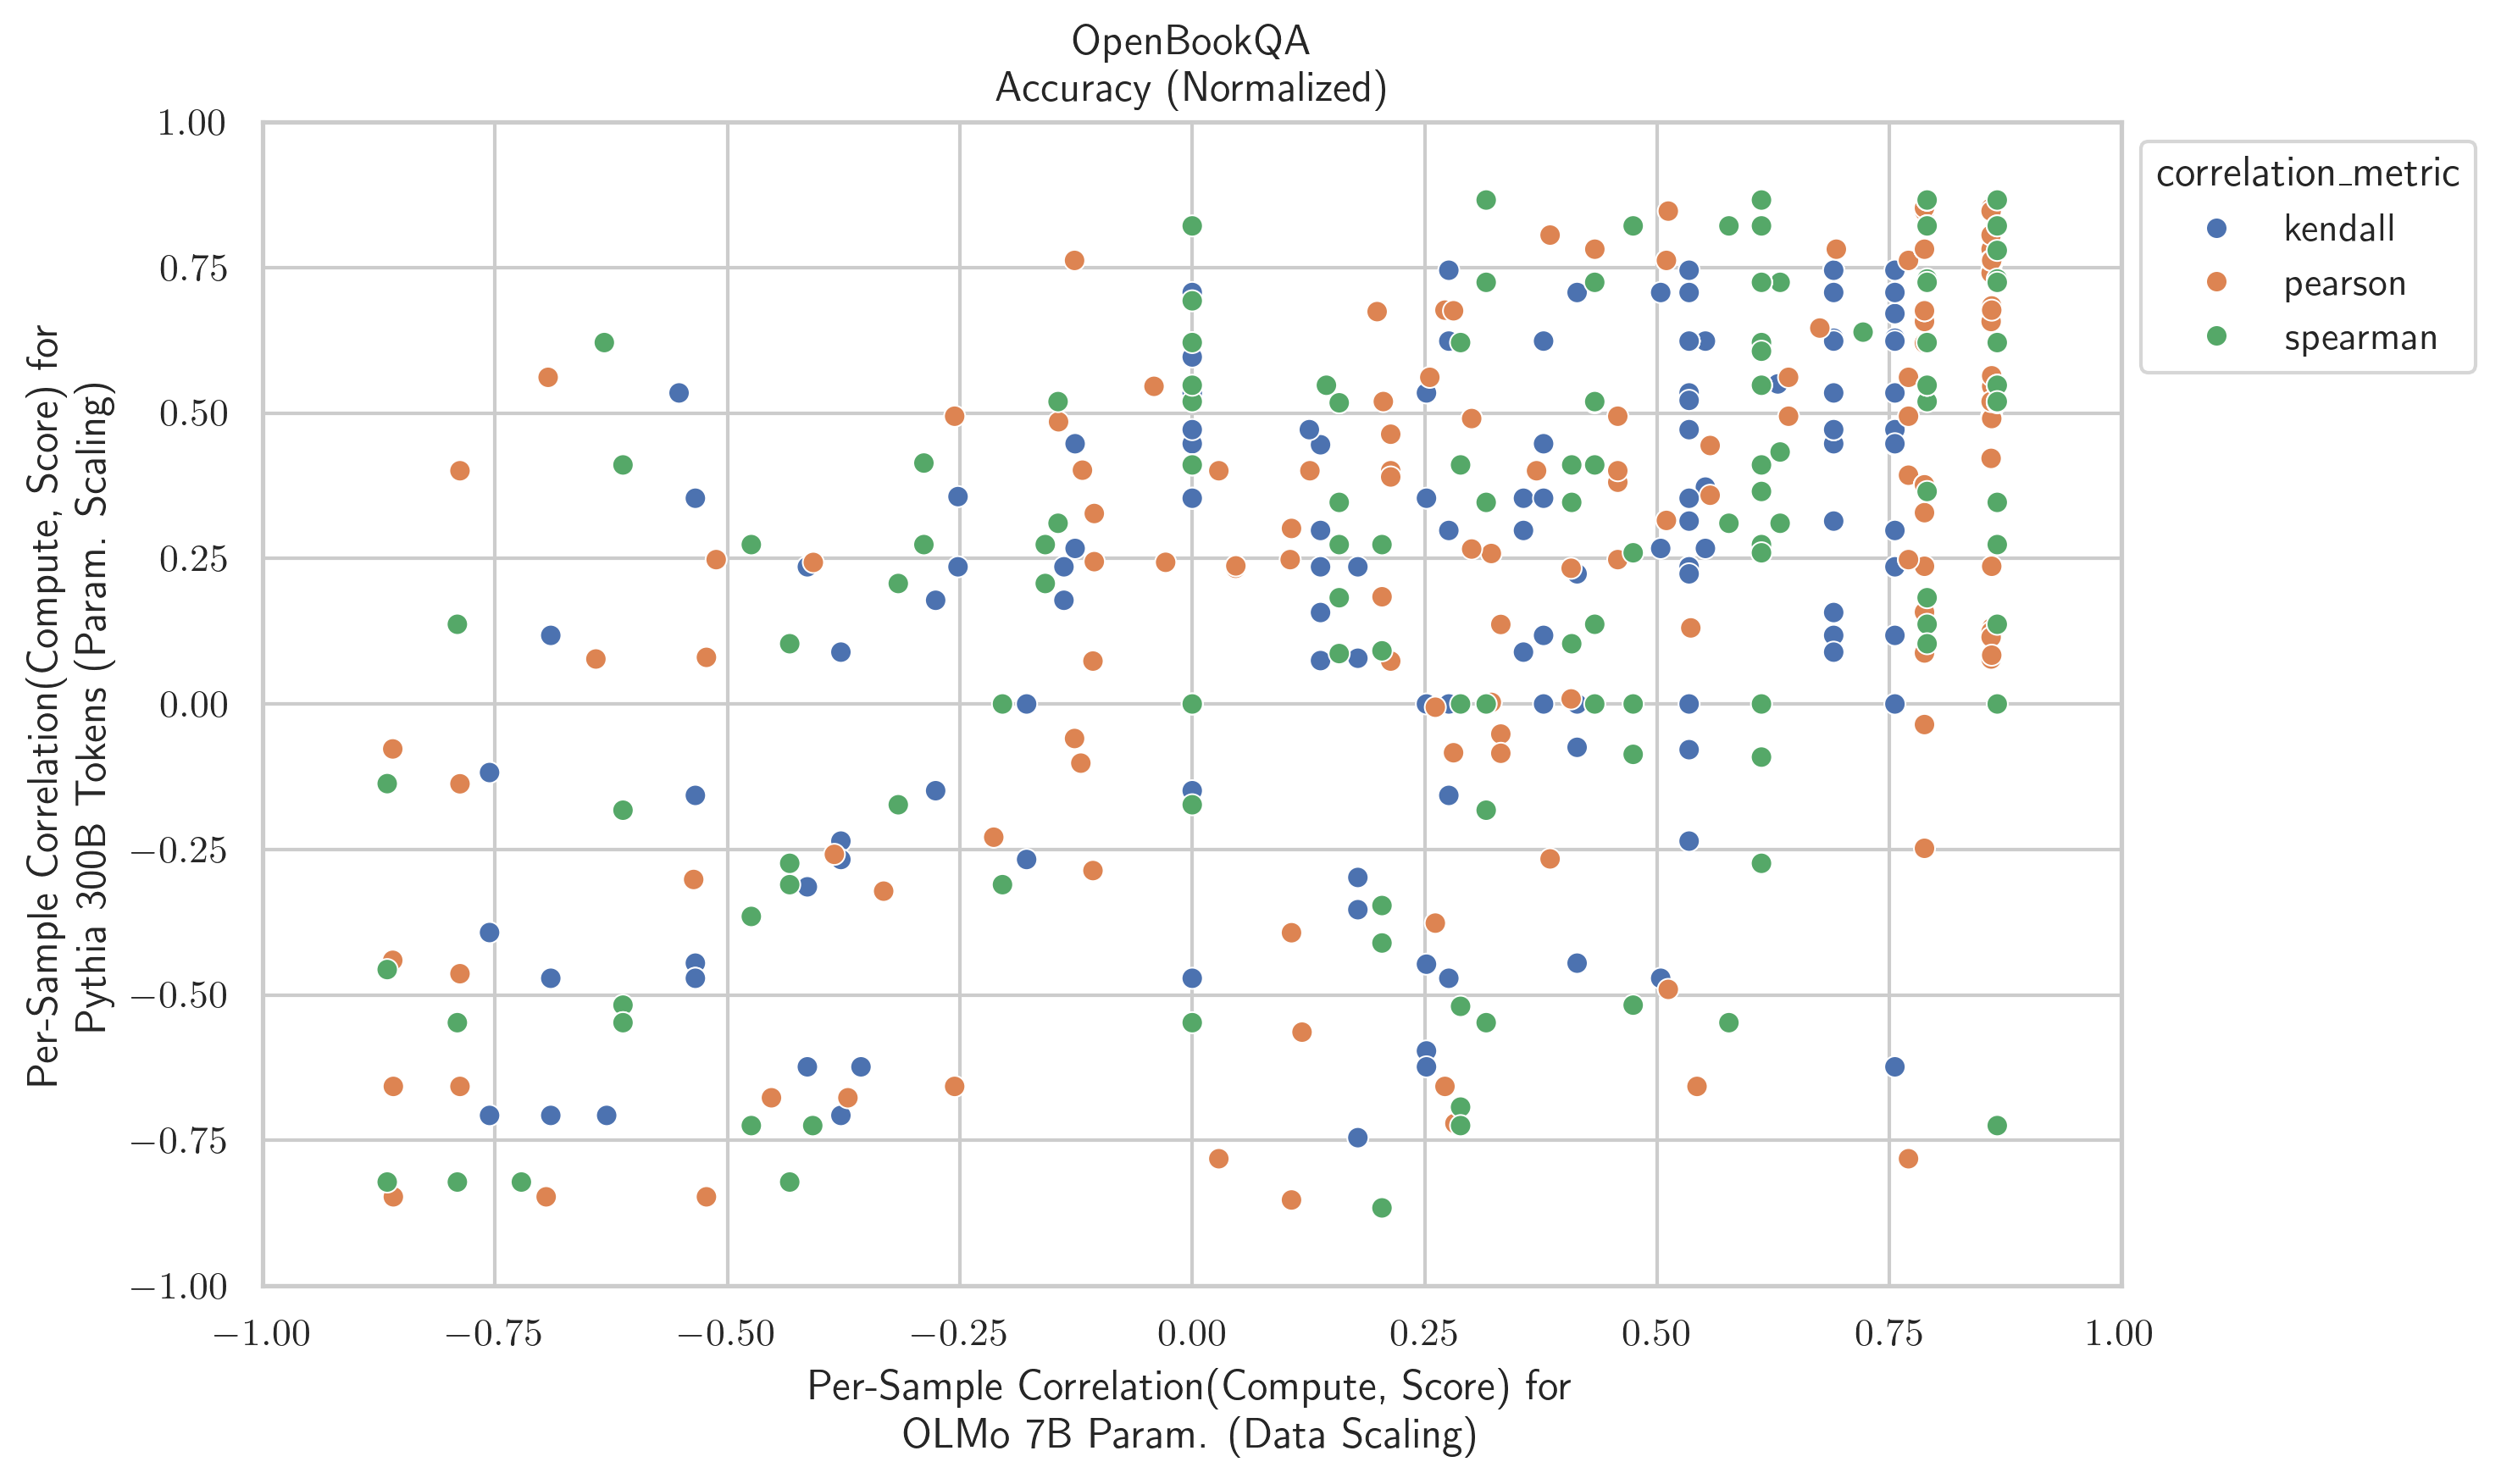 OpenBookQA
Accuracy (Normalized)
Per-Sample Correlation(Compute, Score) for
Pythia 300B Tokens (Param. Scaling)
1.00
0.75
0.50
0.25
0.00
−0.25
−0.50
−0.75
−1.00
−1.00 −0.75 −0.50 −0.25 0.00 0.25 0.50 0.75 1.00
Per-Sample Correlation(Compute, Score) for
OLMo 7B Param. (Data Scaling)
correlation_metric
kendall
pearson
spearman